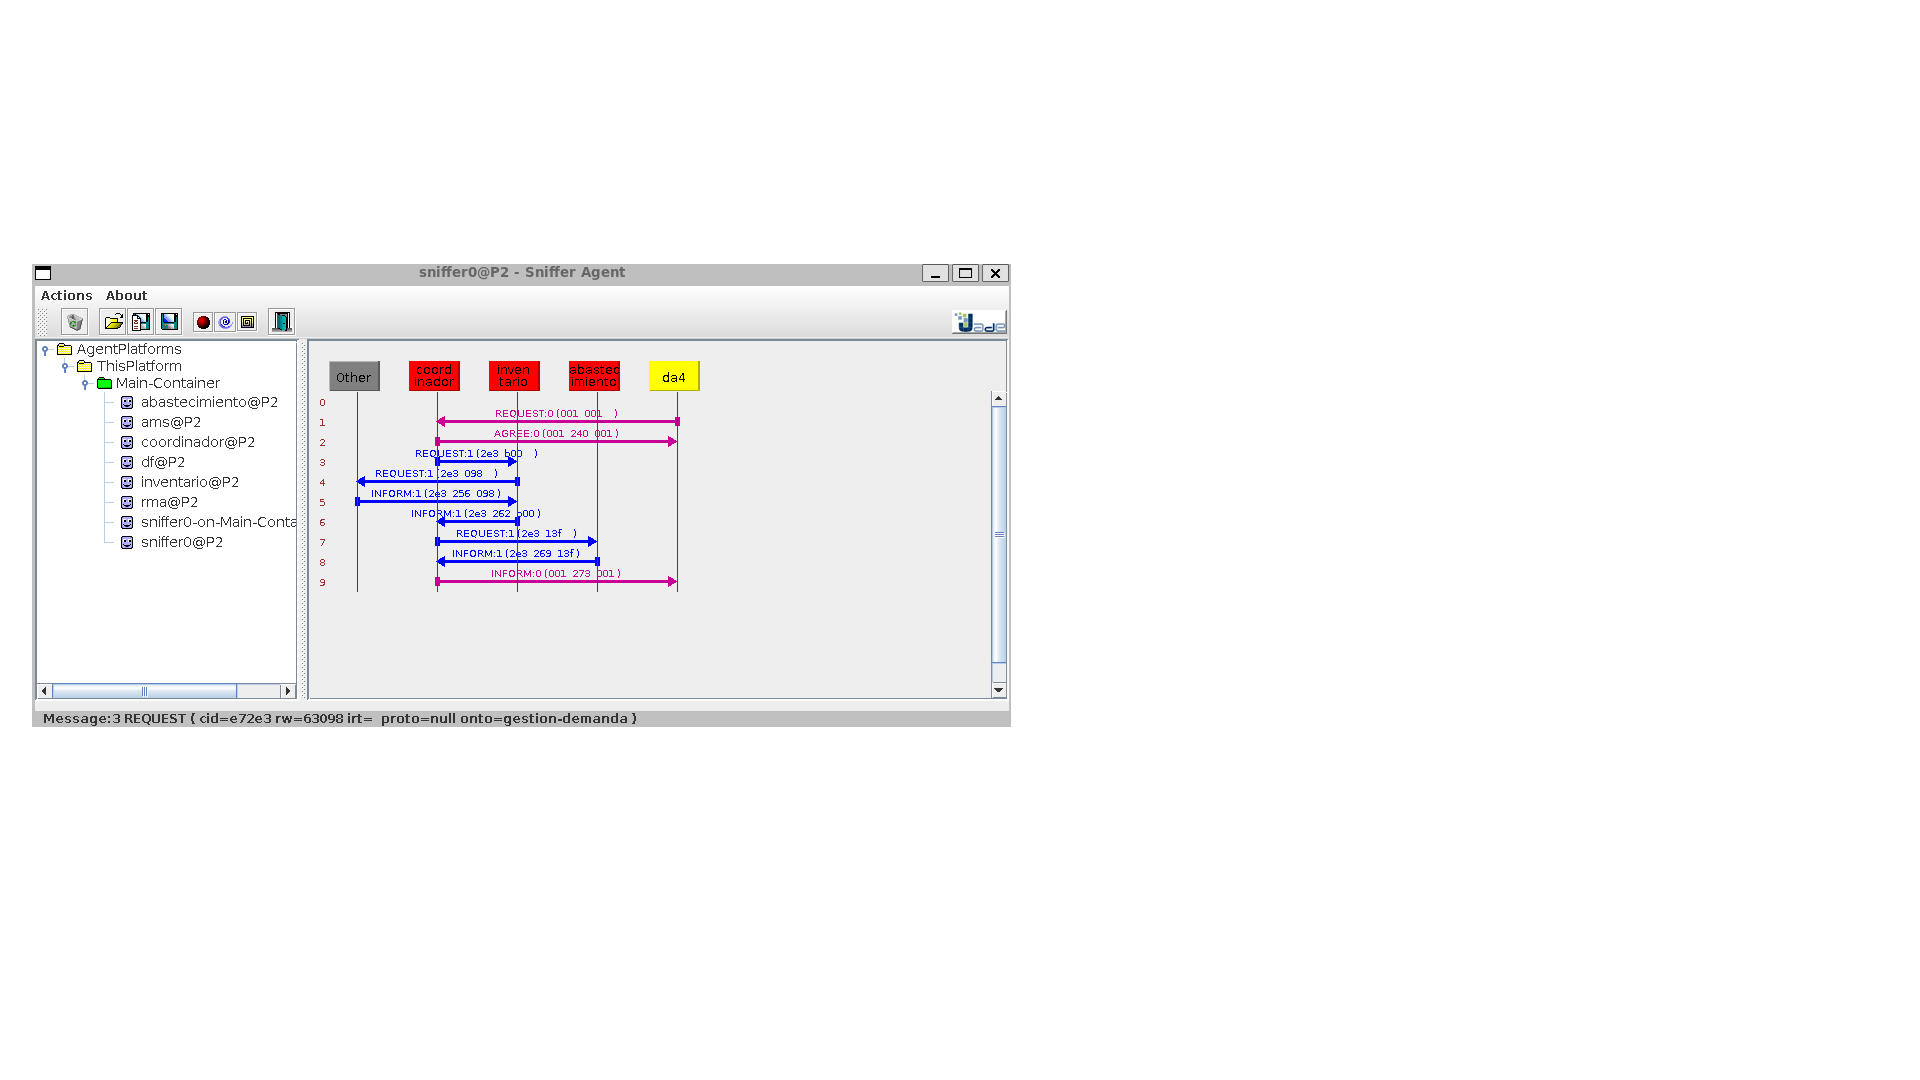 sniffer0@P2 - Sniffer Agent
Actions About
Jade
AgentPlatforms
ThisPlatform
Main-Container
abastecimiento@P2
ams@P2
coordinador@P2
df@P2
inventario@P2
rma@P2
sniffer0-on-Main-Conta
sniffer0@P2
Other
coord
inador
inven
tario
abastec
imiento
da4
0
REQUEST:0 (001 001 )
1
AGREE:0 (001 240 001)
2
REQUEST:1 (2e3 b00 )
3
REQUEST:1 (2e3 098 )
4
INFORM:1 (2e3 256 098)
5
INFORM:1 (2e3 262 b00)
6
REQUEST:1 (2e3 13f )
7
INFORM:1 (2e3 269 13f)
8
INFORM:0 (001 273 001)
9
Message:3 REQUEST ( cid=e72e3 rw=63098 irt= proto=null onto=gestion-demanda )